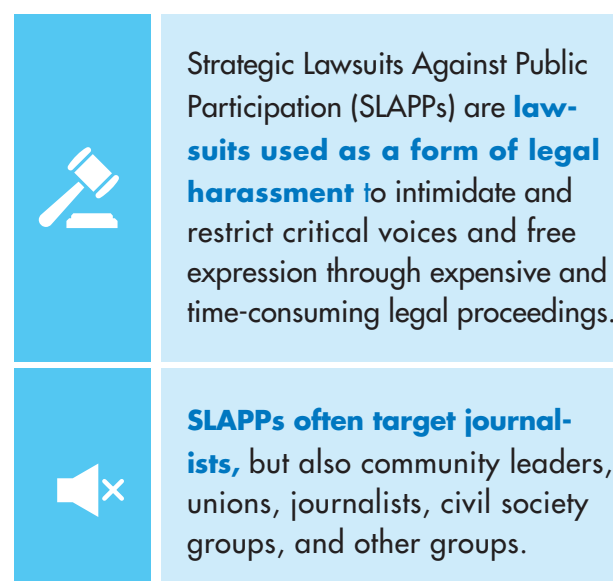 Strategic Lawsuits Against Public
Participation (SLAPPs) are law-
suits used as a form of legal
harassment to intimidate and
restrict critical voices and free
expression through expensive and
time-consuming legal proceedings.
SLAPPs often target journal-
ists, but also community leaders,
unions, journalists, civil society
groups, and other groups.